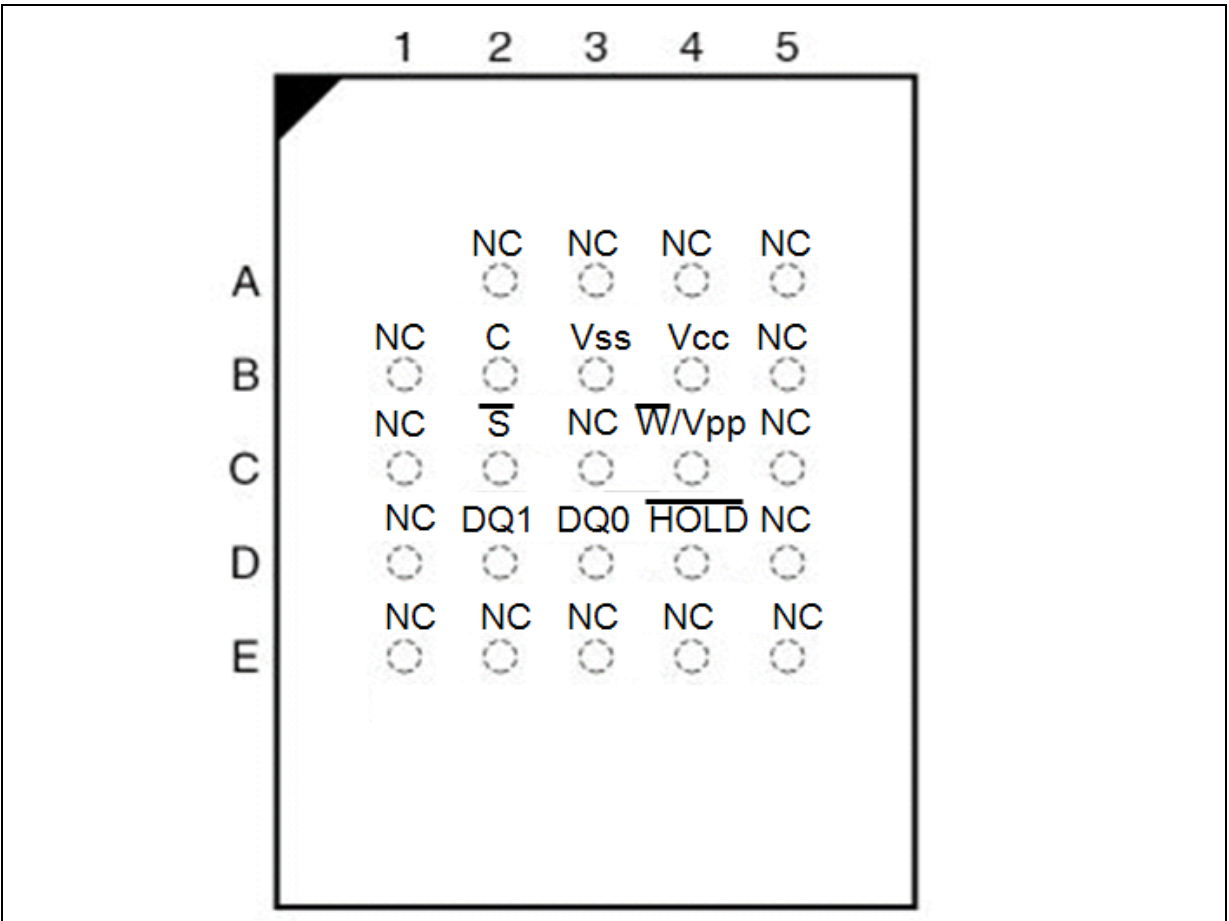 1 2 3 4 5
NC NC NC NC
A
NC C Vss Vcc NC
B
NC S̅ NC W̅/Vpp NC
C
NC DQ1 DQ0 H̅O̅L̅D̅ NC
D
NC NC NC NC NC
E